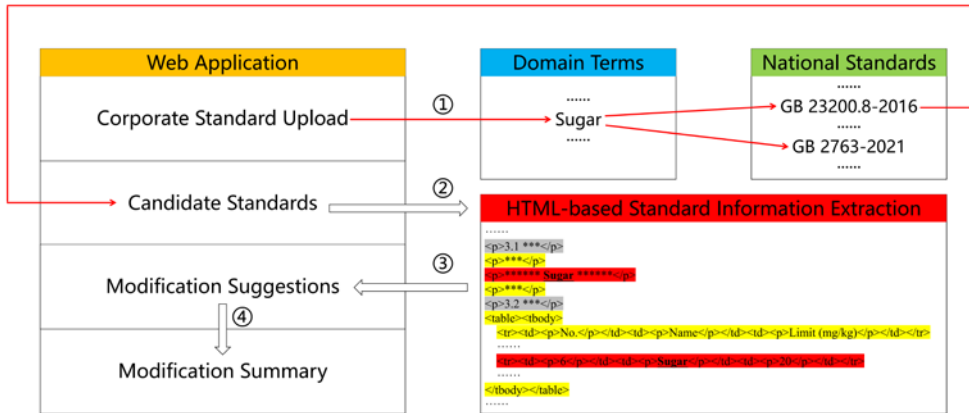 Web Application
Corporate Standard Upload
Candidate Standards
Modification Suggestions
Modification Summary
①
②
③
④
Domain Terms
......
Sugar
......
National Standards
......
GB 23200.8-2016
......
GB 2763-2021
......
HTML-based Standard Information Extraction
......
<p>3.1 ***</p>
<p>***</p>
<p>****** Sugar ******</p>
<p>***</p>
<p>3.2 ***</p>
<table><tbody>
<tr><td><p>No.</p></td><td><p>Name</p></td><td><p>Limit (mg/kg)</p></td></tr>
......
<tr><td><p>6</p></td><td><p>Sugar</p></td><td><p>20</p></td></tr>
......
</tbody></table>
......